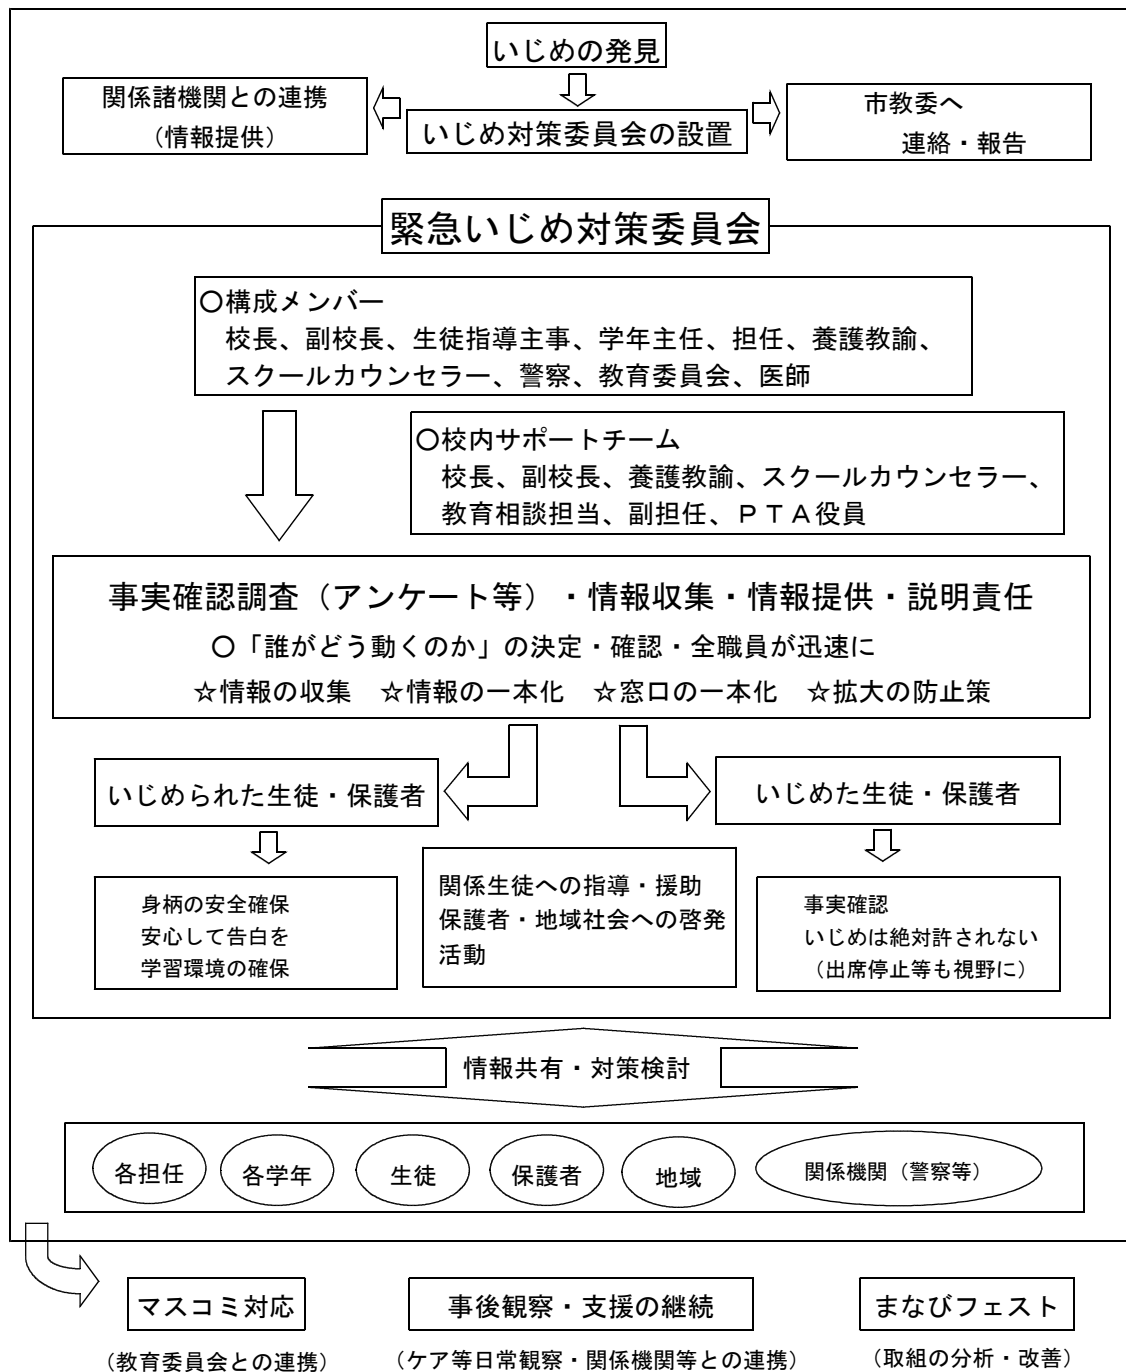 いじめの発見
関係諸機関との連携
(情報提供)
いじめ対策委員会の設置
市教委へ
連絡・報告
緊急いじめ対策委員会
○構成メンバー
校長、副校長、生徒指導主事、学年主任、担任、養護教諭、
スクールカウンセラー、警察、教育委員会、医師
○校内サポートチーム
校長、副校長、養護教諭、スクールカウンセラー、
教育相談担当、副担任、PTA役員
事実確認調査(アンケート等)・情報収集・情報提供・説明責任
○「誰がどう動くのか」の決定・確認・全職員が迅速に
☆情報の収集 ☆情報の一本化 ☆窓口の一本化 ☆拡大の防止策
いじめられた生徒・保護者
いじめた生徒・保護者
身柄の安全確保
安心して告白を
学習環境の確保
関係生徒への指導・援助
保護者・地域社会への啓発
活動
事実確認
いじめは絶対許されない
(出席停止等も視野に)
情報共有・対策検討
各担任
各学年
生徒
保護者
地域
関係機関(警察等)
マスコミ対応
(教育委員会との連携)
事後観察・支援の継続
(ケア等日常観察・関係機関等との連携)
まなびフェスト
(取組の分析・改善)